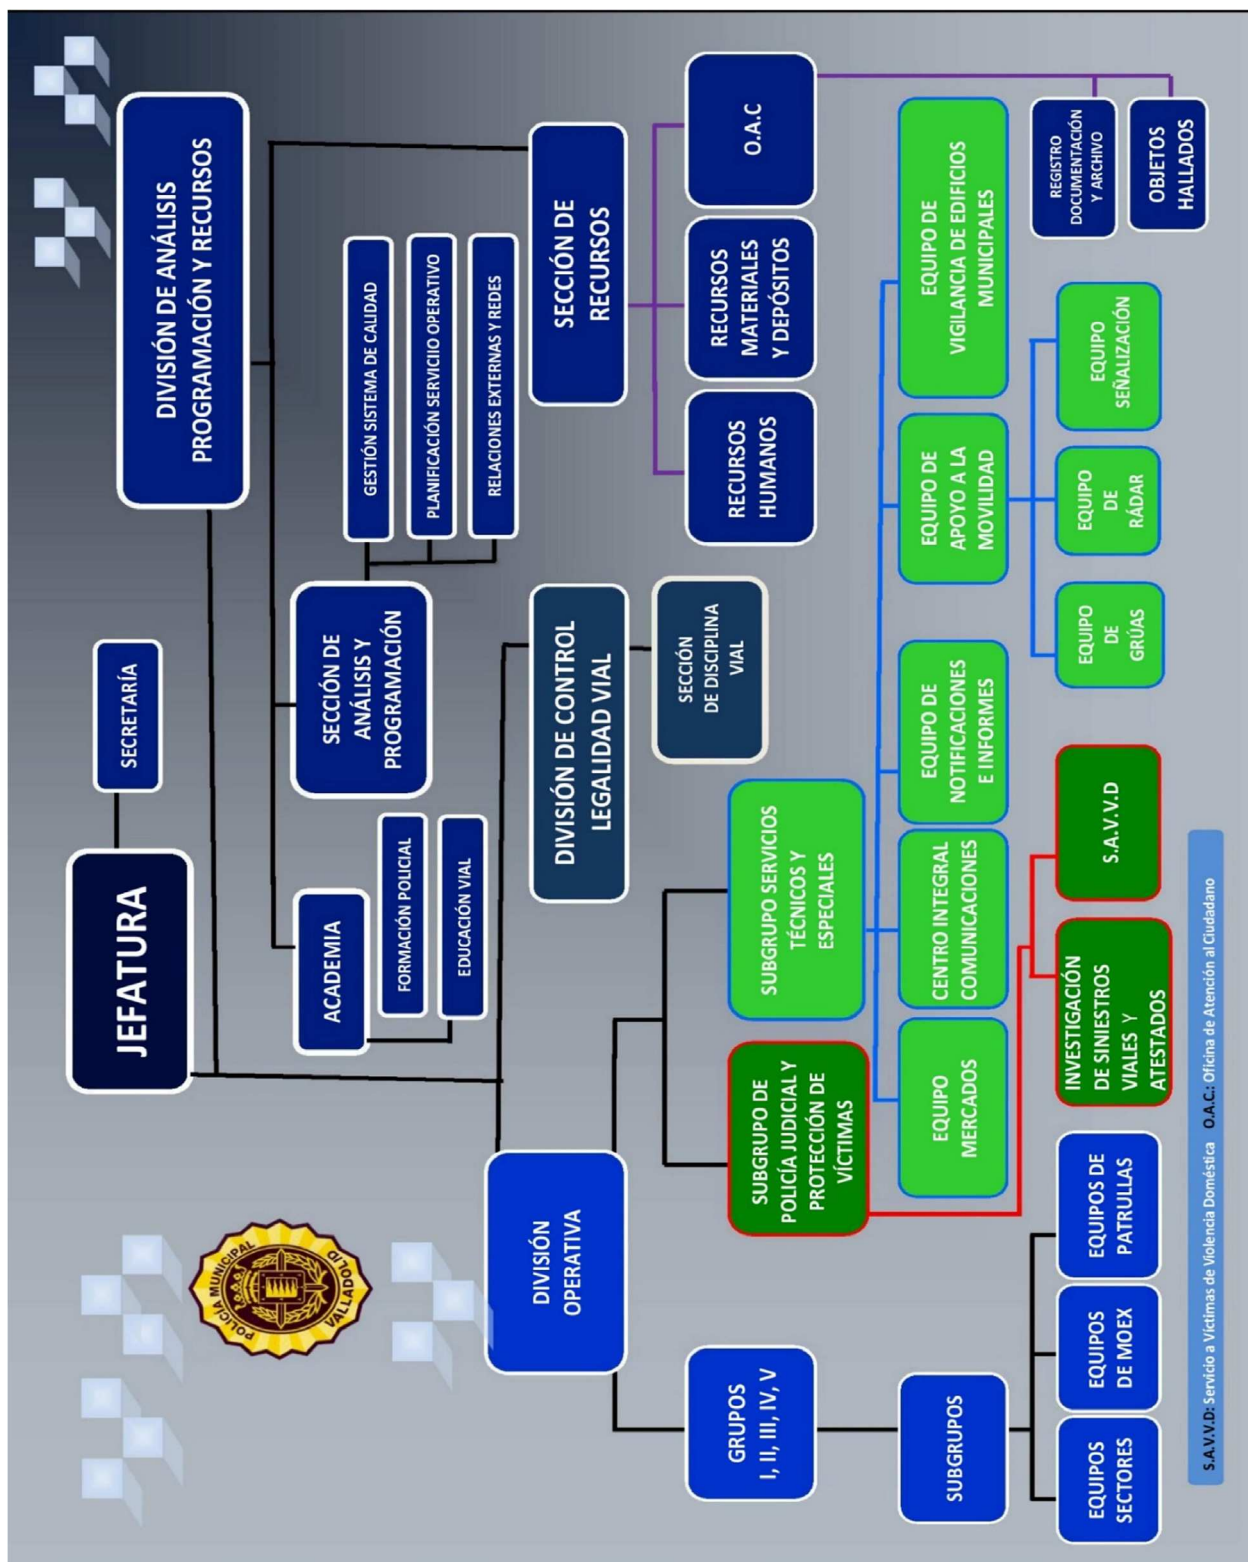 POLICÍA MUNICIPAL
VALLADOLID
JEFATURA
SECRETARÍA
DIVISIÓN DE ANÁLISIS
PROGRAMACIÓN Y RECURSOS
ACADEMIA
FORMACIÓN POLICIAL
EDUCACIÓN VIAL
SECCIÓN DE
ANÁLISIS Y
PROGRAMACIÓN
GESTIÓN SISTEMA DE CALIDAD
PLANIFICACIÓN SERVICIIO OPERATIVO
RELACIONES EXTERNAS Y REDES
SECCIÓN DE
RECURSOS
RECURSOS
HUMANOS
RECURSOS
MATERIALES
Y DEPÓSITOS
O.A.C
REGISTRO
DOCUMENTACIÓN
Y ARCHIVO
OBJETOS
HALLADOS
DIVISIÓN
OPERATIVA
DIVISIÓN DE CONTROL
LEGALIDAD VIAL
SECCIÓN
DE DISCIPLINA
VIAL
GRUPOS
I, II, III, IV, V
SUBGRUPOS
EQUIPOS
SECTORES
EQUIPOS
DE MOEX
EQUIPOS DE
PATRULLAS
SUBGRUPO DE
POLICÍA JUDICIAL Y
PROTECCIÓN DE
VÍCTIMAS
INVESTIGACIÓN
DE SINIESTROS
VIALES Y
ATESTADOS
S.A.V.V.D
SUBGRUPO SERVICIOS
TÉCNICOS Y
ESPECIALES
EQUIPO
MERCADOS
CENTRO INTEGRAL
COMUNICACIONES
EQUIPO DE
NOTIFICACIONES
E INFORMES
EQUIPO DE
APOYO A LA
MOVILIDAD
EQUIPO DE
VIGILANCIA DE EDIFICIOS
MUNICIPALES
EQUIPO
DE
GRÚAS
EQUIPO
DE
RÁDAR
EQUIPO
SEÑALIZACIÓN
S.A.V.V.D: Servicio a Víctimas de Violencia Doméstica O.A.C.: Oficina de Atención al Ciudadano